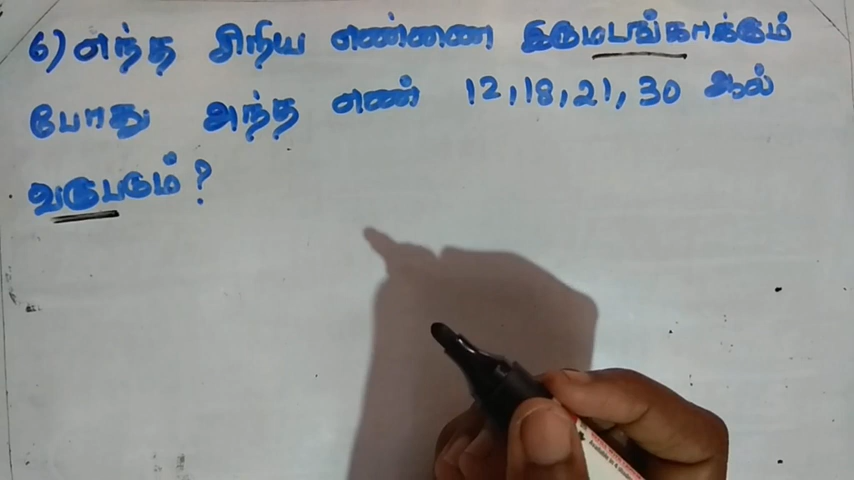 6) எந்த சிறிய எண்ணை இருமடங்காக்கும்
போது அந்த எண் 12,18,21,30 ஆல்
வகுபடும்?